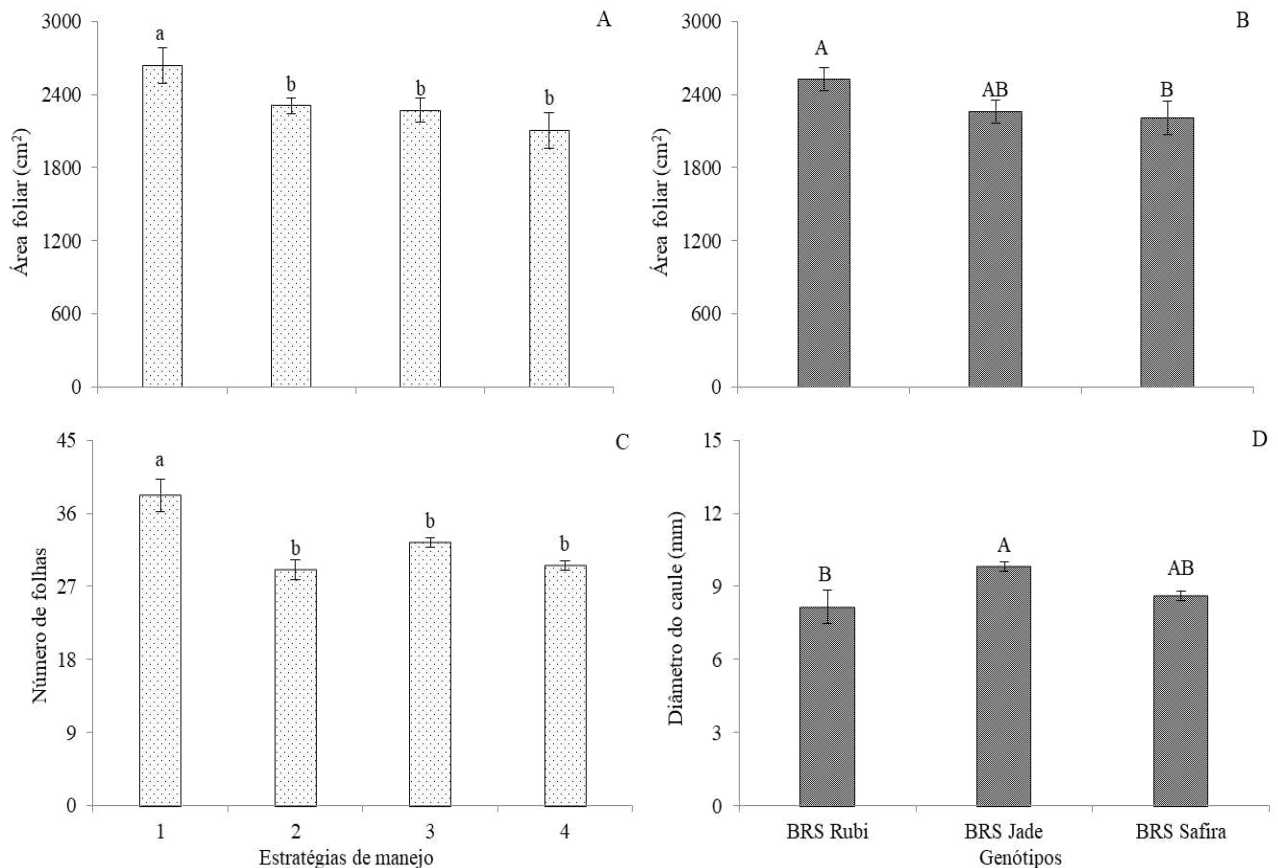 A
Área foliar (cm²)
3000
2400
1800
1200
600
0
a
b
b
b
B
Área foliar (cm²)
3000
2400
1800
1200
600
0
A
AB
B
C
Número de folhas
45
36
27
18
9
0
a
b
b
b
1 2 3 4
Estratégias de manejo
D
Diâmetro do caule (mm)
15
12
9
6
3
0
B
A
AB
BRS Rubi BRS Jade BRS Safira
Genótipos